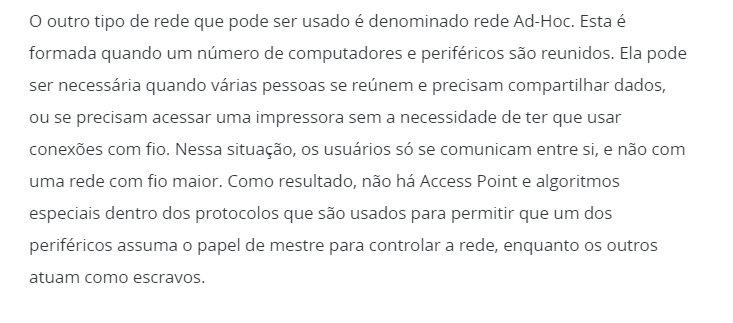 O outro tipo de rede que pode ser usado é denominado rede Ad-Hoc. Esta é
formada quando um número de computadores e periféricos são reunidos. Ela pode
ser necessária quando várias pessoas se reúnem e precisam compartilhar dados,
ou se precisam acessar uma impressora sem a necessidade de ter que usar
conexões com fio. Nessa situação, os usuários só se comunicam entre si, e não com
uma rede com fio maior. Como resultado, não há Access Point e algoritmos
especiais dentro dos protocolos que são usados para permitir que um dos
periféricos assuma o papel de mestre para controlar a rede, enquanto os outros
atuam como escravos.